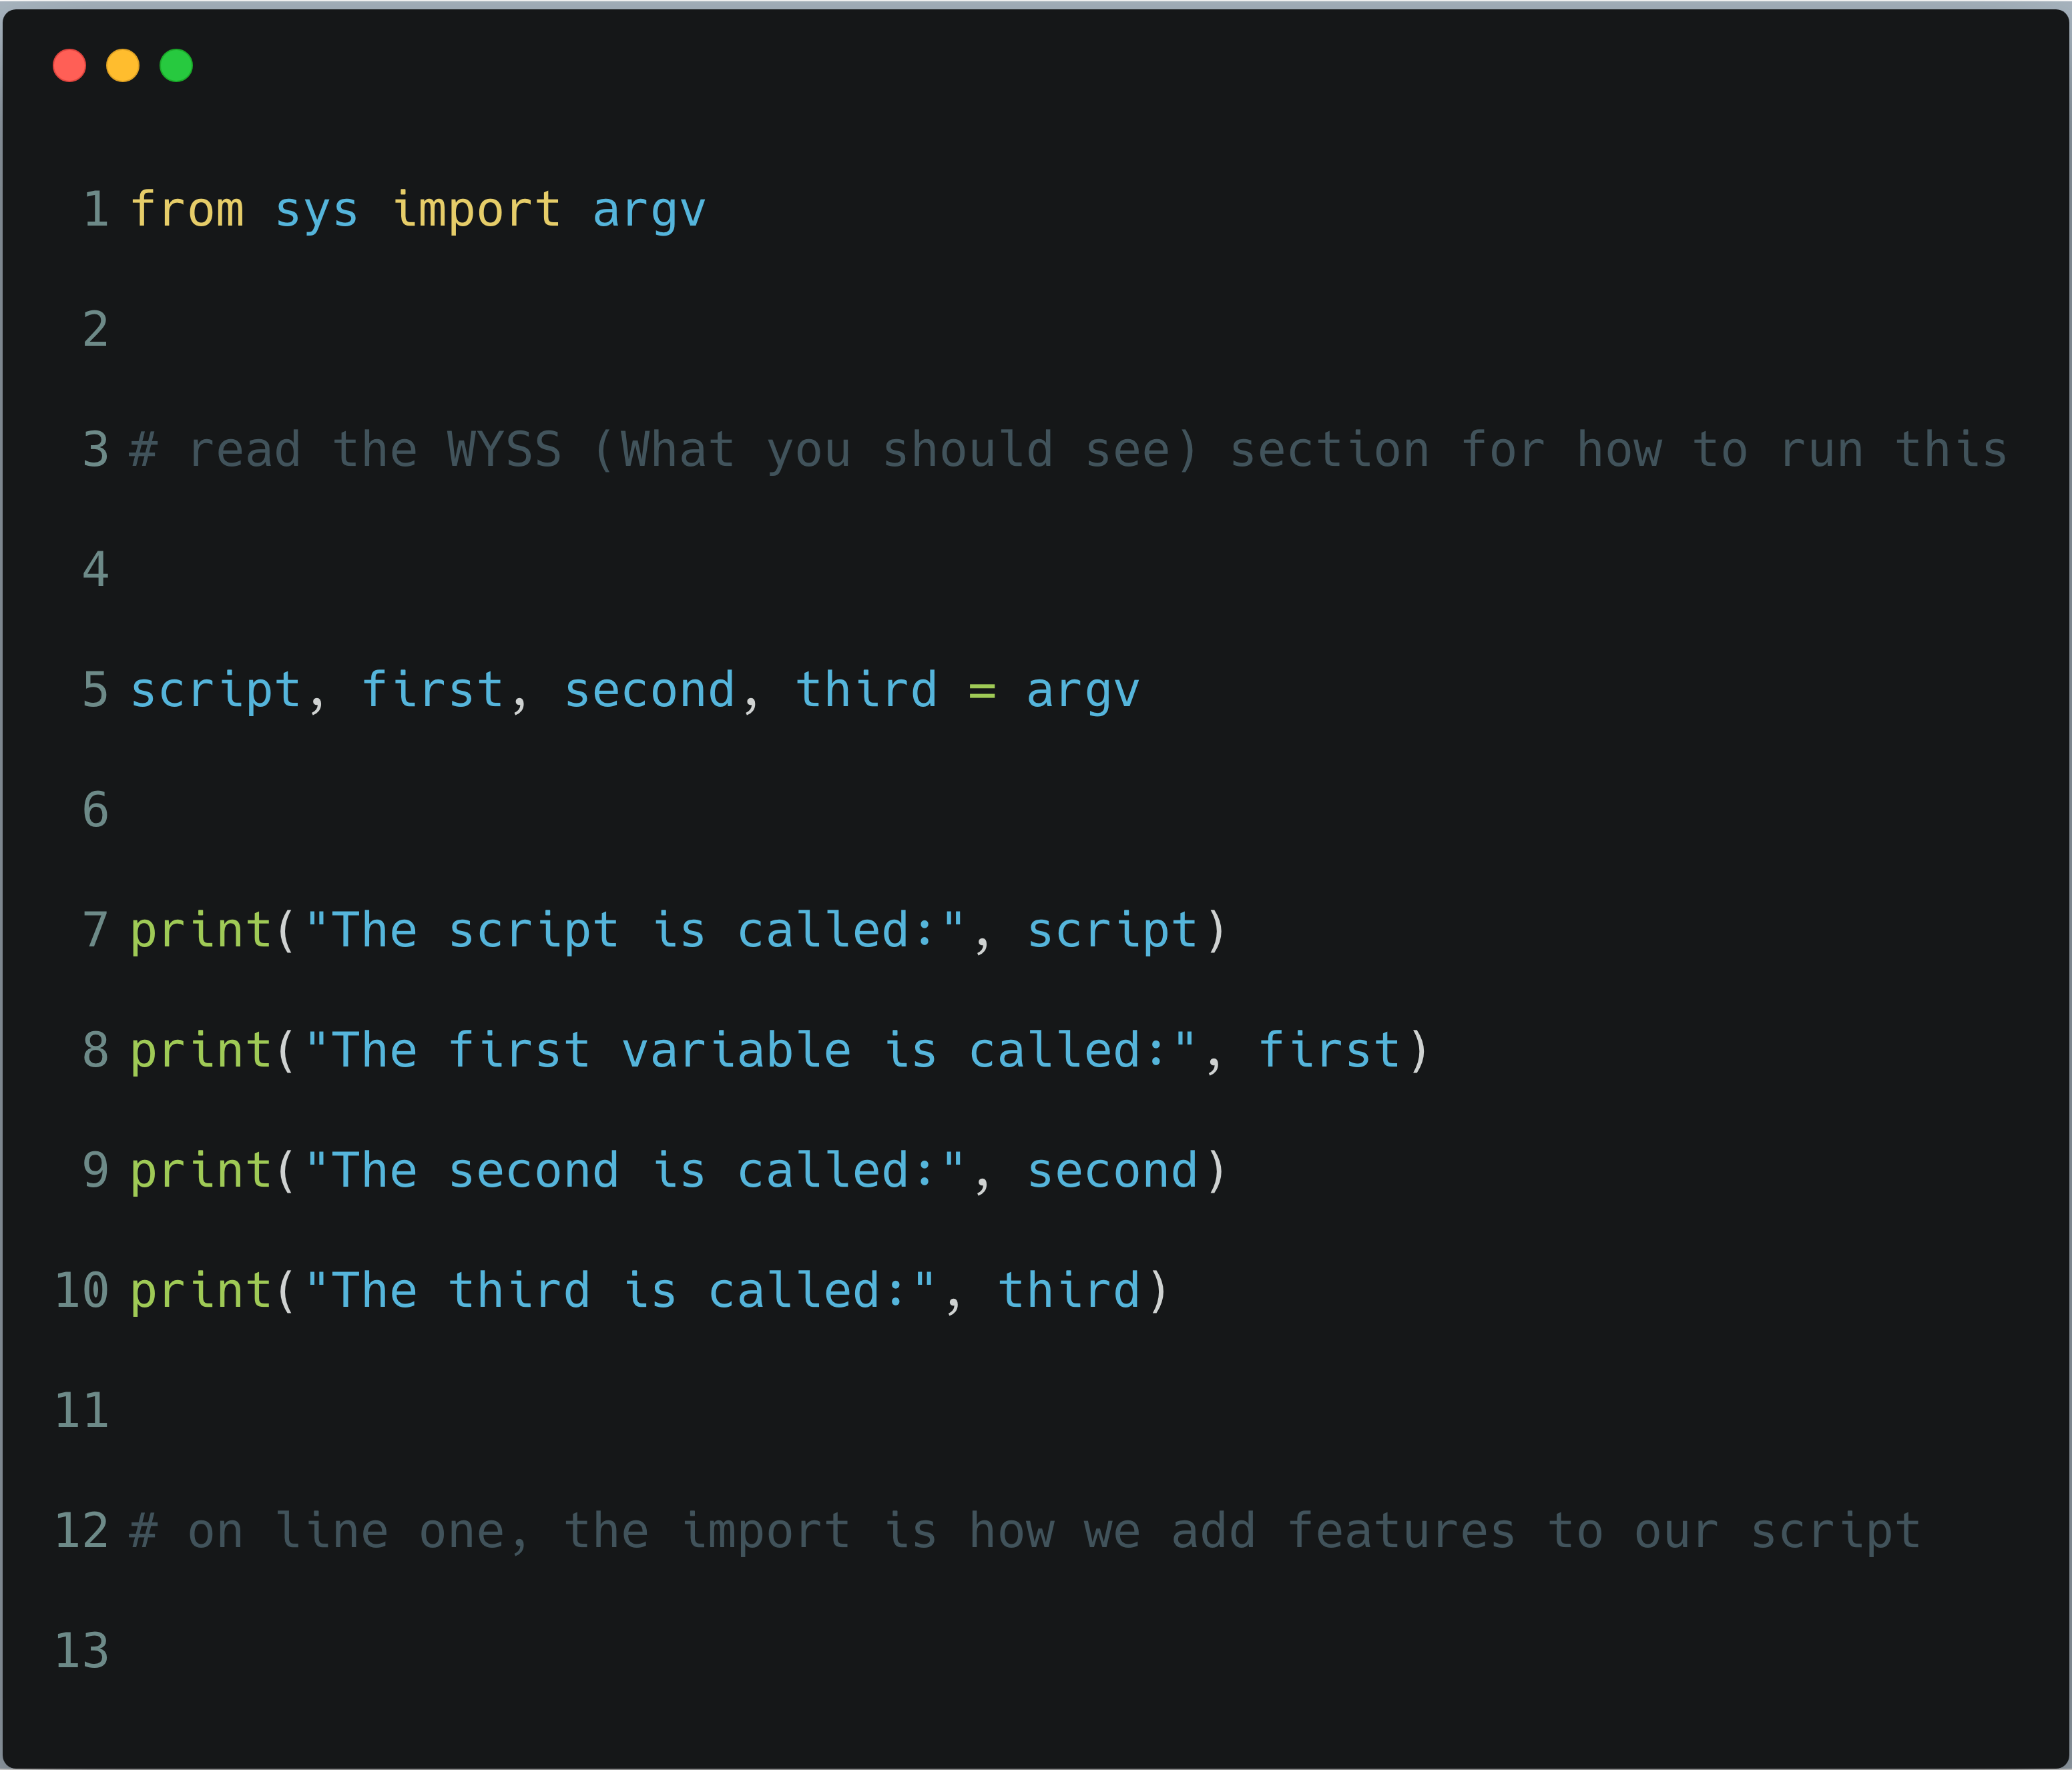 1 from sys import argv
2
3 # read the WYSS (What you should see) section for how to run this
4
5 script, first, second, third = argv
6
7 print("The script is called:", script)
8 print("The first variable is called:", first)
9 print("The second is called:", second)
10 print("The third is called:", third)
11
12 # on line one, the import is how we add features to our script
13